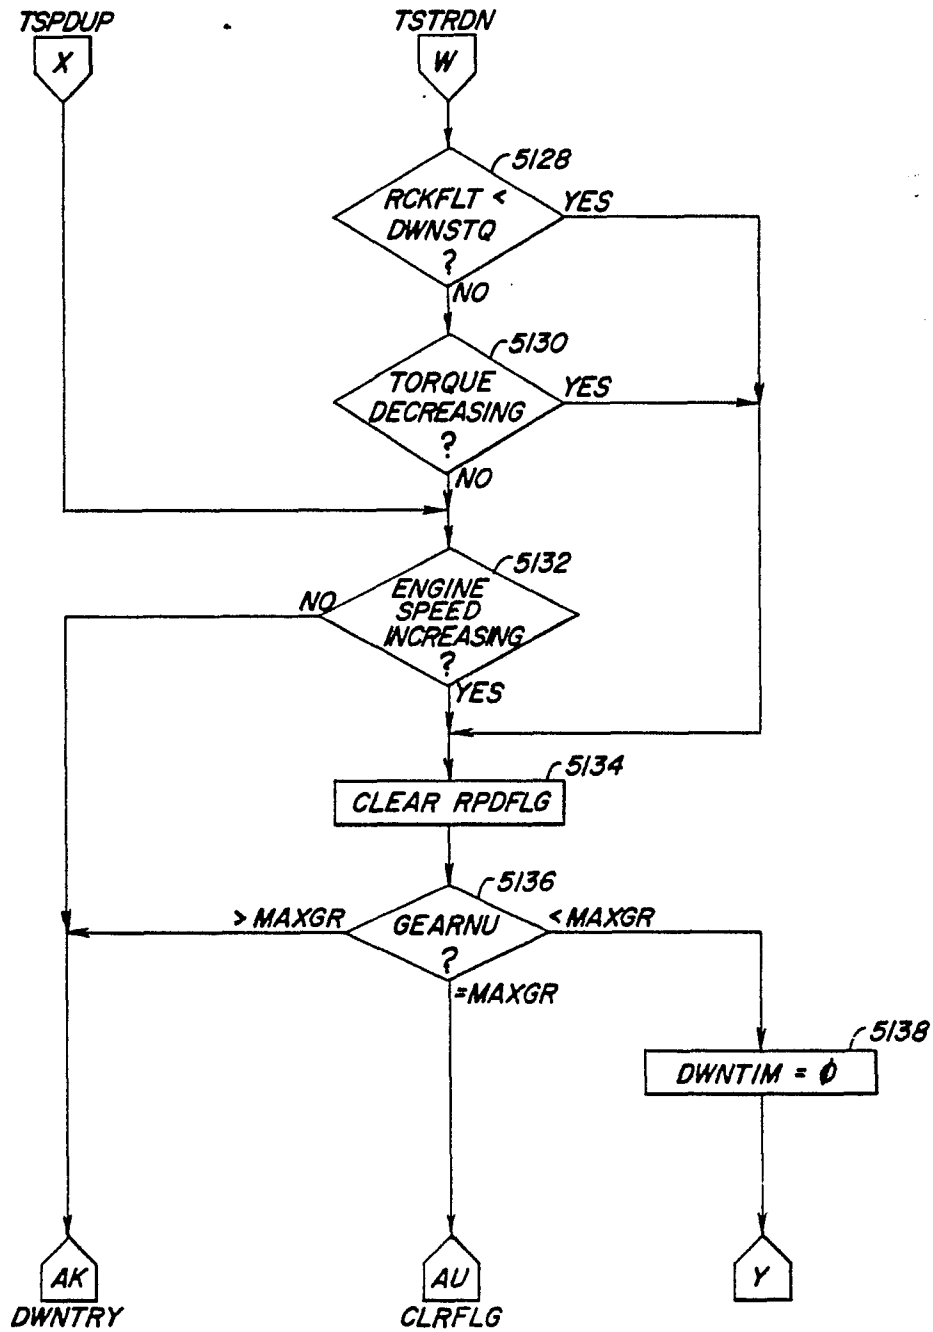 TSPDUP
X
TSTRDN
W
5128
RCKFLT <
DWNSTQ
?
YES
NO
5130
TORQUE
DECREASING
?
YES
NO
5132
ENGINE
SPEED
INCREASING
?
NO
YES
5134
CLEAR RPDFLG
5136
> MAXGR
GEARNU
?
< MAXGR
=MAXGR
5138
DWNTIM = 0
AK
DWNTRY
AU
CLRFLG
Y